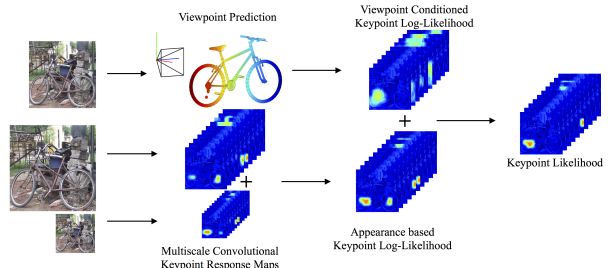 Viewpoint Prediction
Viewpoint Conditioned
Keypoint Log-Likelihood
Keypoint Likelihood
Multiscale Convolutional
Keypoint Response Maps
Appearance based
Keypoint Log-Likelihood